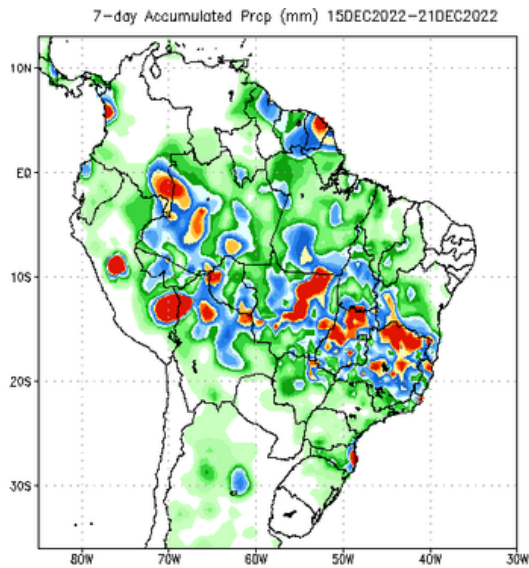 7-day Accumulated Prcp (mm) 15DEC2022-21DEC2022
10N
EQ
10S
20S
30S
80W 70W 60W 50W 40W 30W